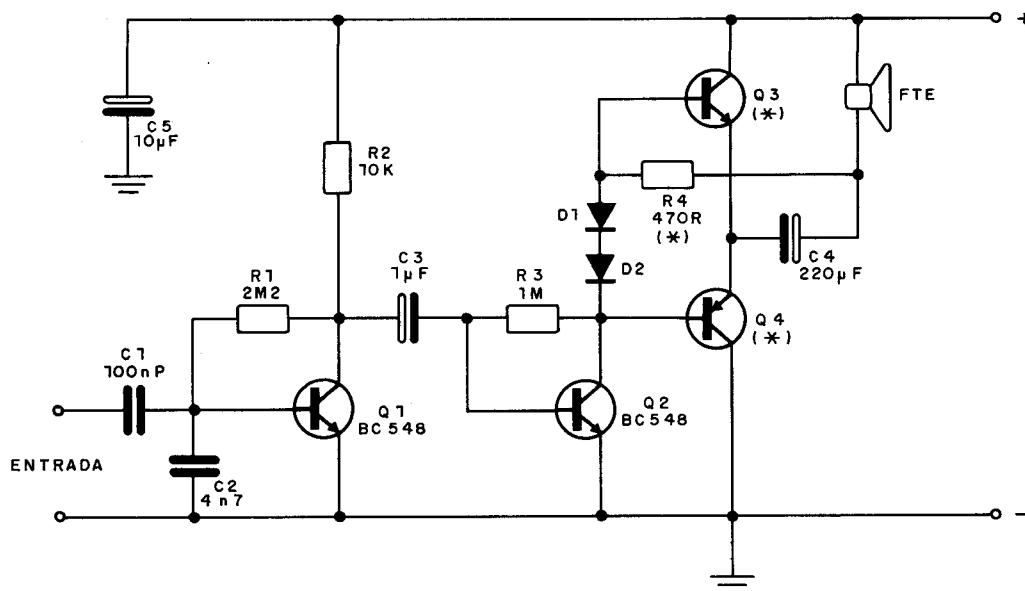 +
Q3
(*)
FTE
C5
10µF
R2
10K
R4
470R
(*)
D1
D2
C4
220µF
C3
1µF
R3
1M
R1
2M2
Q4
(*)
C1
100nP
Q1
BC548
Q2
BC548
ENTRADA
C2
4n7
-